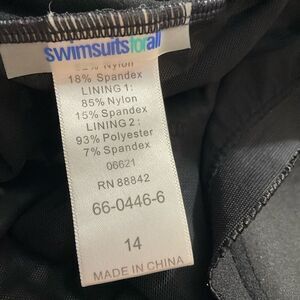 swimsuitsforall
82% Nylon
18% Spandex
LINING 1:
85% Nylon
15% Spandex
LINING 2:
93% Polyester
7% Spandex
06621
RN 88842
66-0446-6
14
MADE IN CHINA